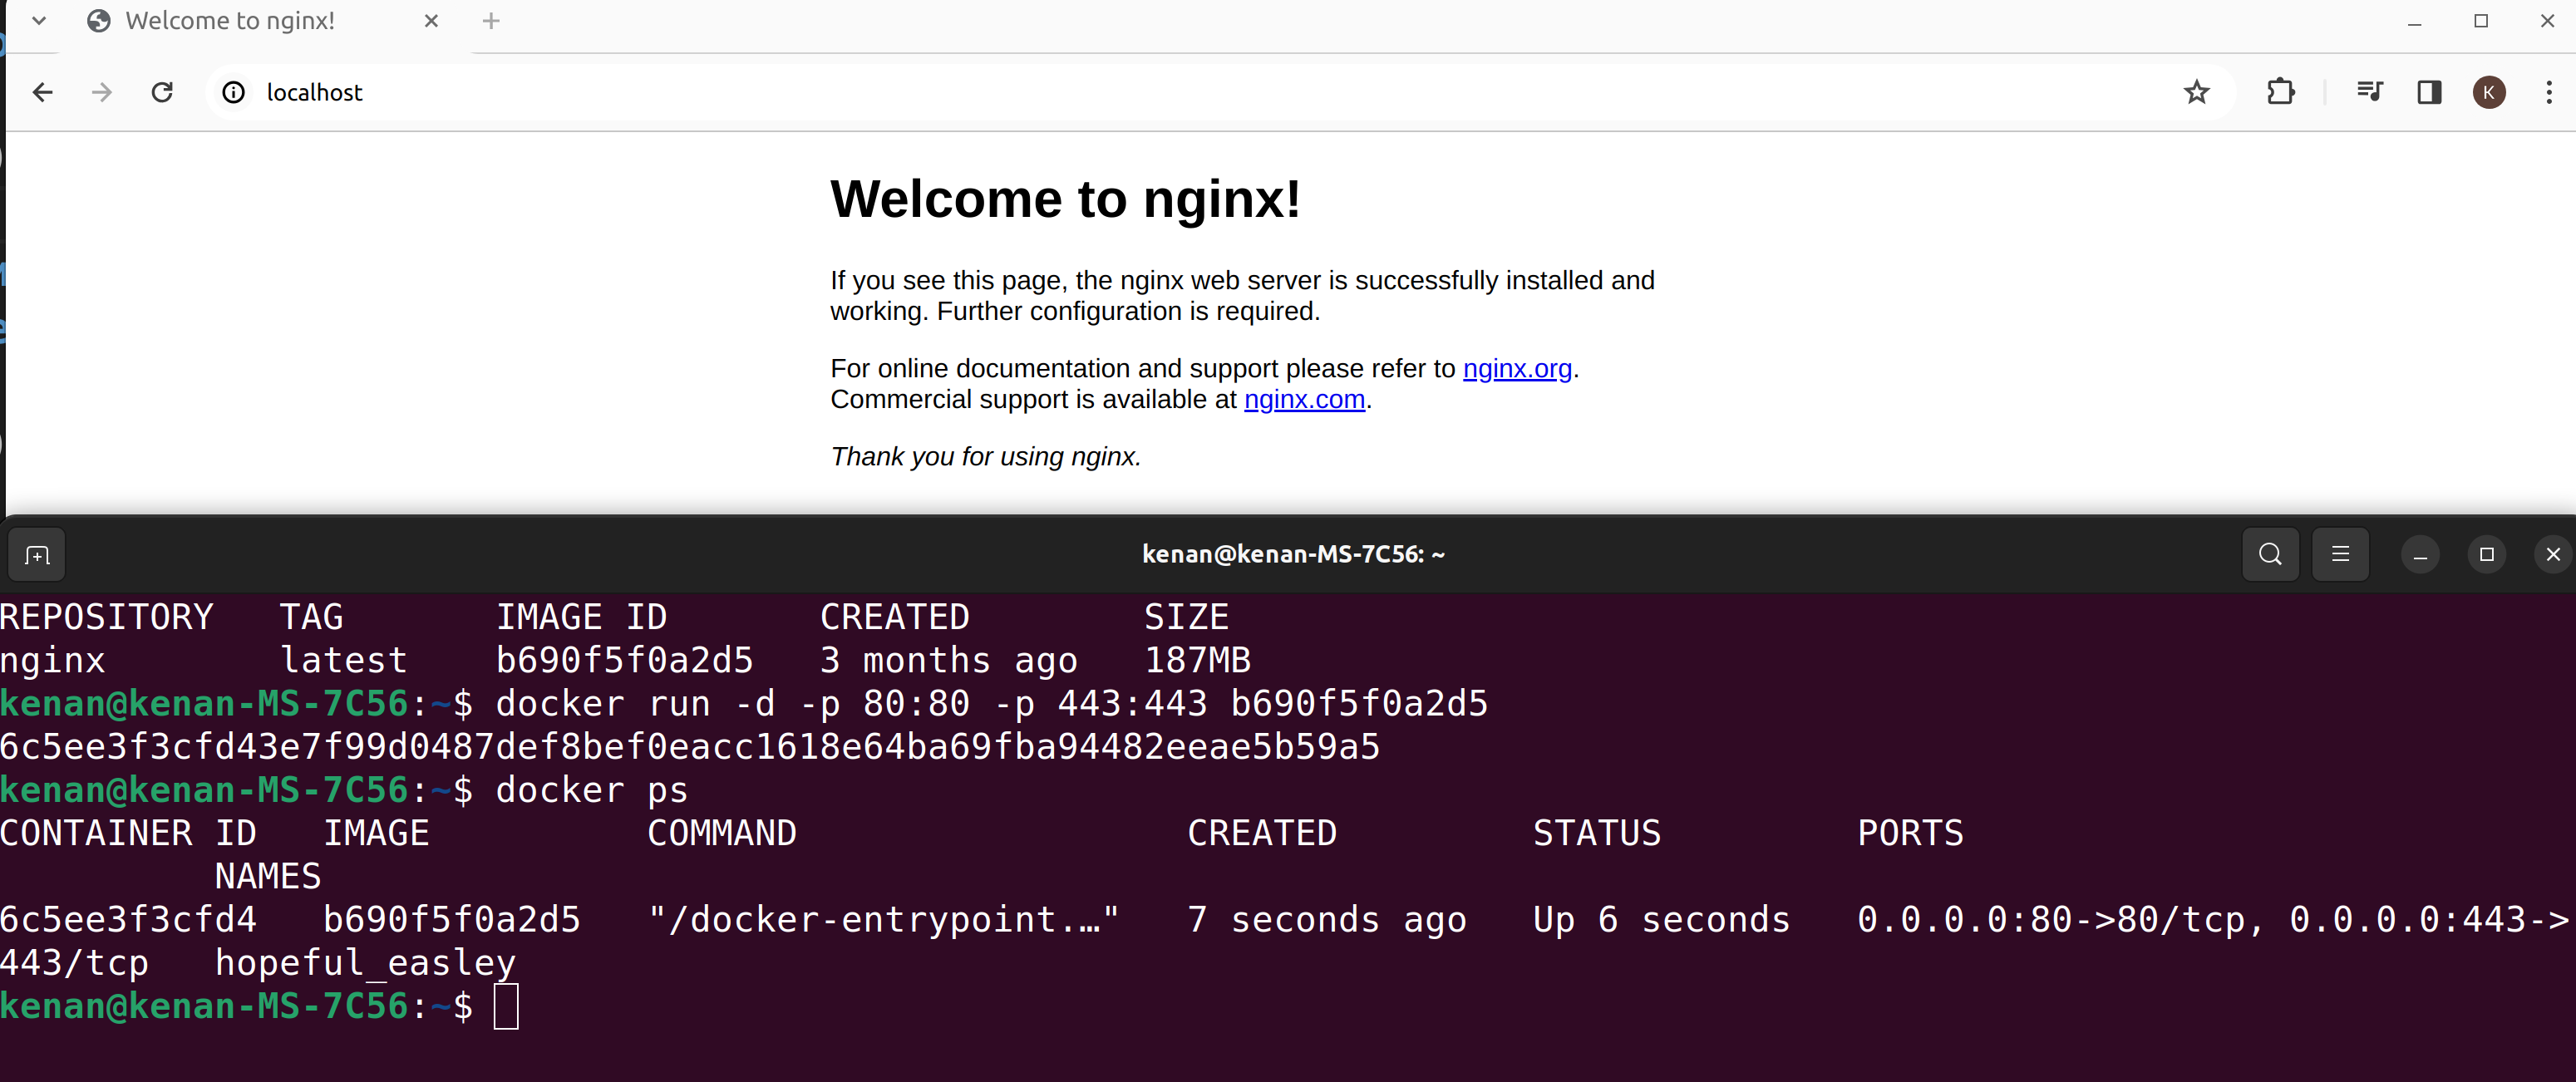 Welcome to nginx!
localhost
K
Welcome to nginx!
If you see this page, the nginx web server is successfully installed and
working. Further configuration is required.
For online documentation and support please refer to nginx.org.
Commercial support is available at nginx.com.
Thank you for using nginx.
kenan@kenan-MS-7C56: ~
REPOSITORY   TAG       IMAGE ID       CREATED        SIZE
nginx        latest    b690f5f0a2d5   3 months ago   187MB
kenan@kenan-MS-7C56:~$ docker run -d -p 80:80 -p 443:443 b690f5f0a2d5
6c5ee3f3cfd43e7f99d0487def8bef0eacc1618e64ba69fba94482eeae5b59a5
kenan@kenan-MS-7C56:~$ docker ps
CONTAINER ID   IMAGE          COMMAND                  CREATED         STATUS         PORTS
          NAMES
6c5ee3f3cfd4   b690f5f0a2d5   "/docker-entrypoint.…"   7 seconds ago   Up 6 seconds   0.0.0.0:80->80/tcp, 0.0.0.0:443->
443/tcp   hopeful_easley
kenan@kenan-MS-7C56:~$